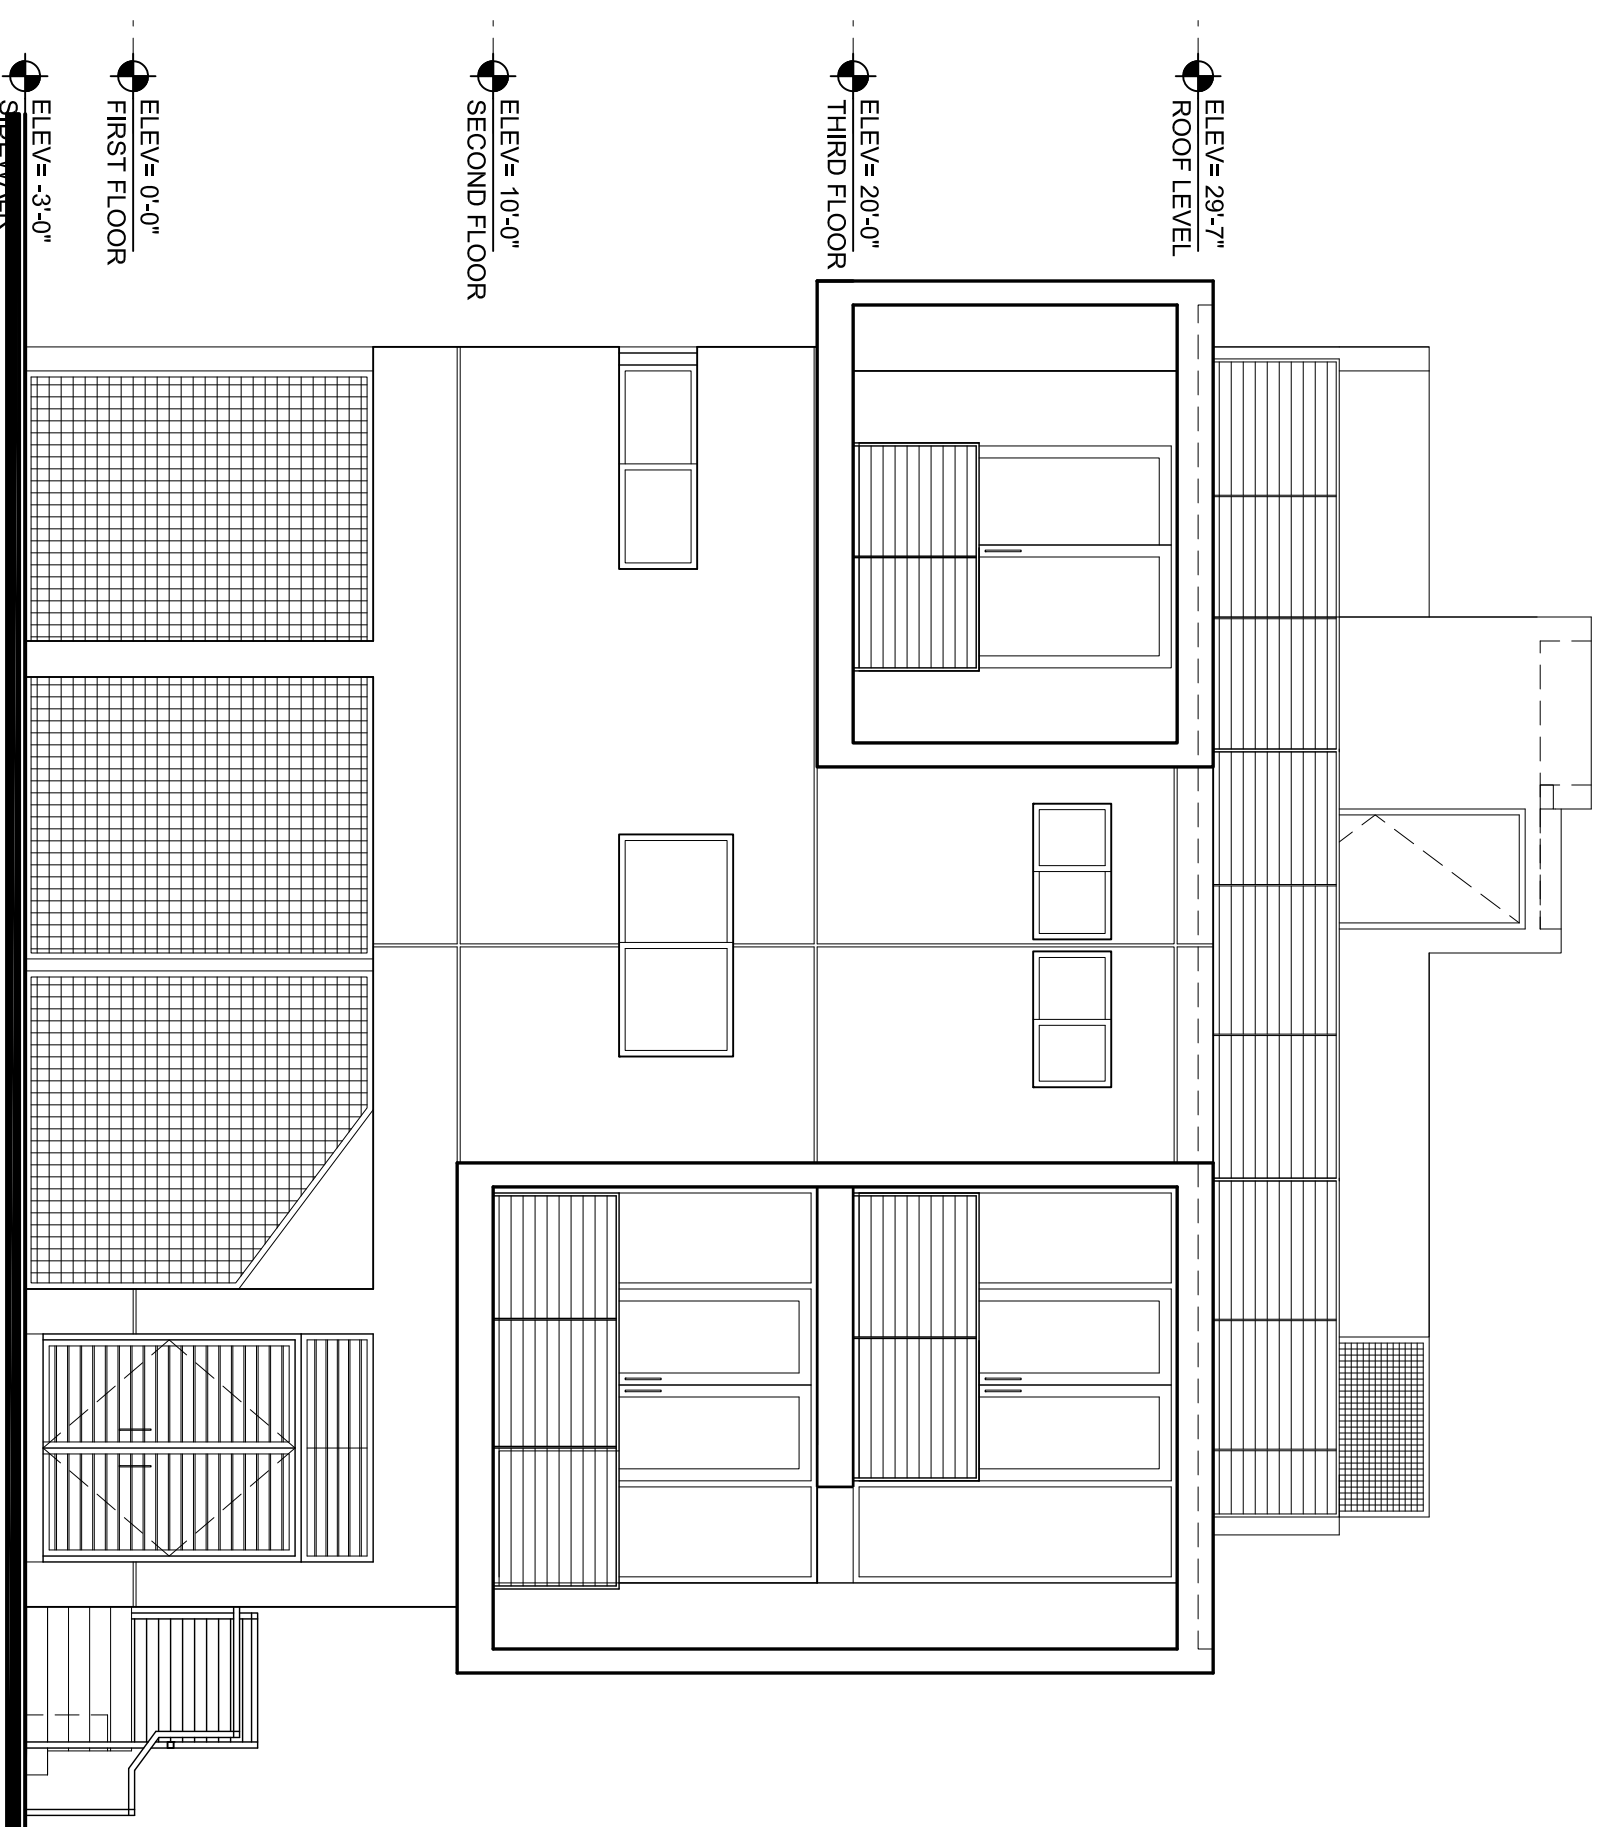 ELEV= 29'-7"
ROOF LEVEL
ELEV= 20'-0"
THIRD FLOOR
ELEV= 10'-0"
SECOND FLOOR
ELEV= 0'-0"
FIRST FLOOR
ELEV= -3'-0"
SIDEWALK